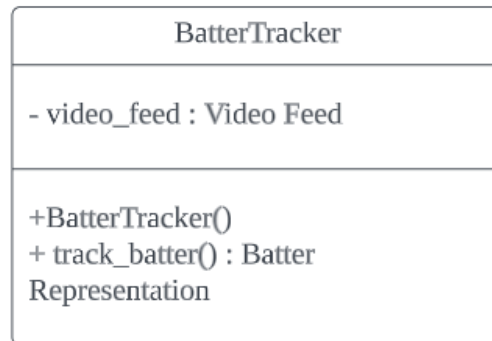 BatterTracker
- video_feed : Video Feed
+BatterTracker()
+ track_batter() : Batter
Representation